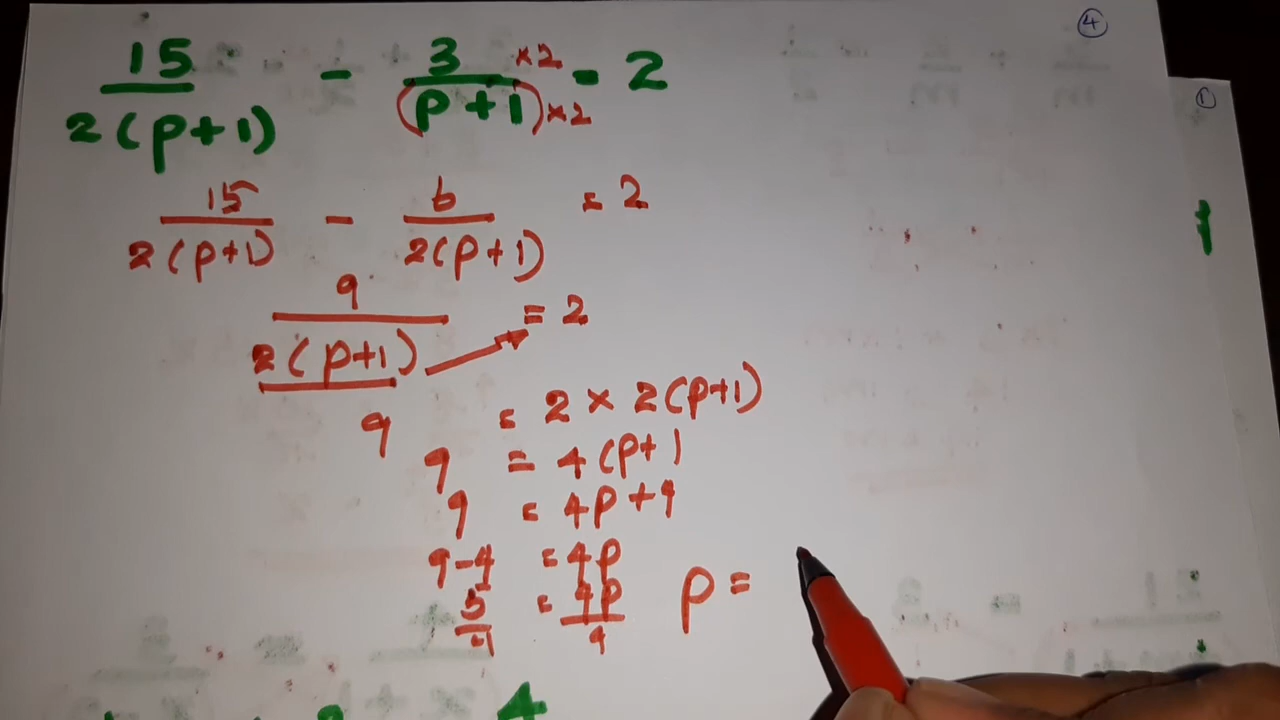 ④
①
15/2(p+1) - 3×2/(p+1)×2 = 2
15/2(p+1) - 6/2(p+1) = 2
9/2(p+1) = 2
9 = 2 × 2(p+1)
9 = 4(p+1
9 = 4p+4
9-4 = 4p
5/4 = 4p/4 p =
4